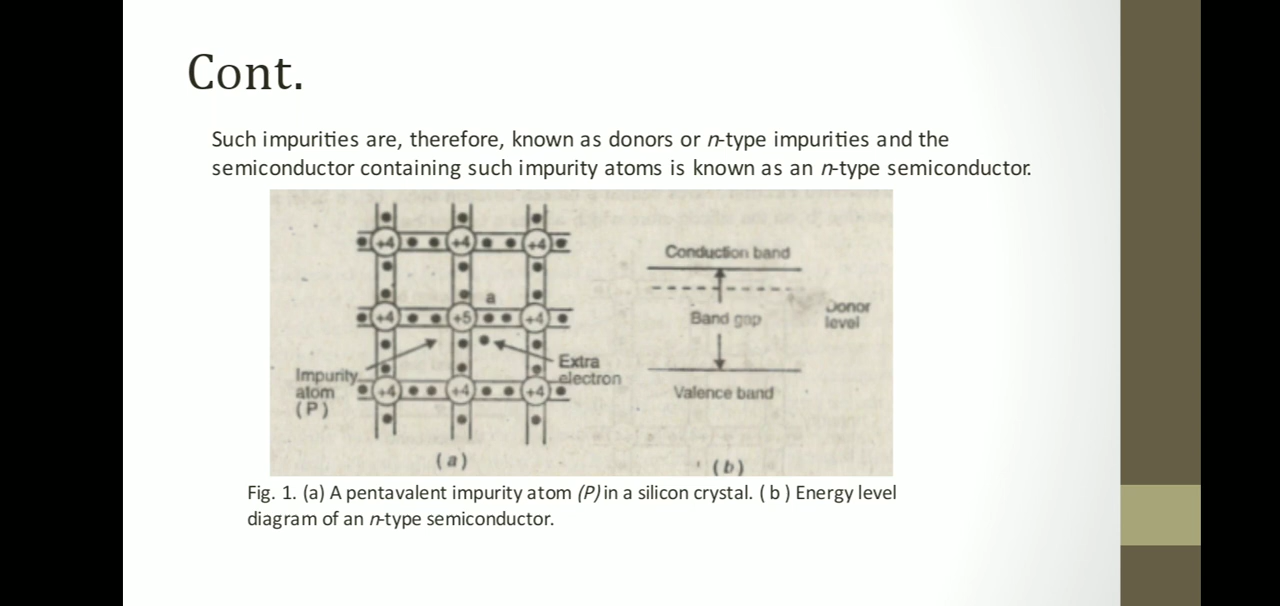 Cont.
Such impurities are, therefore, known as donors or n-type impurities and the
semiconductor containing such impurity atoms is known as an n-type semiconductor.
+4 +4 +4
a
+4 +5 +4
Extra
electron
Impurity
atom
(P)
+4 +4 +4
(a)
Conduction band
Band gap
Donor
level
Valence band
(b)
Fig. 1. (a) A pentavalent impurity atom (P) in a silicon crystal. ( b ) Energy level
diagram of an n-type semiconductor.